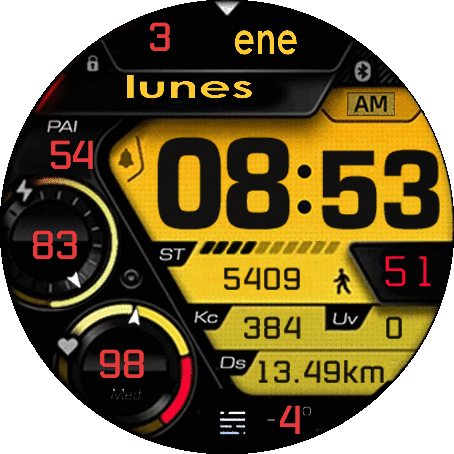 3 ene
lunes
AM
PAI
54
08:53
83
ST
5409
51
Kc 384 Uv 0
98
Ds 13.49km
-4°